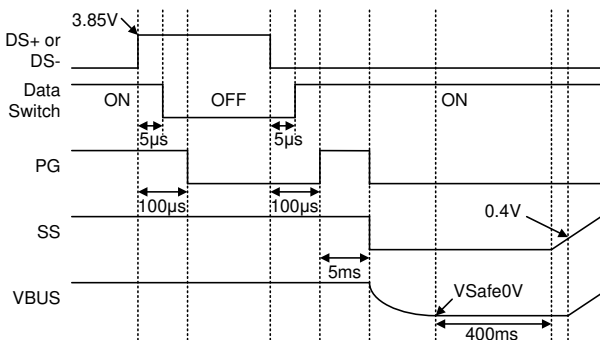 3.85V
DS+ or
DS-
Data
Switch
ON
OFF
ON
5µs
5µs
PG
100µs
100µs
0.4V
SS
5ms
VBUS
VSafe0V
400ms